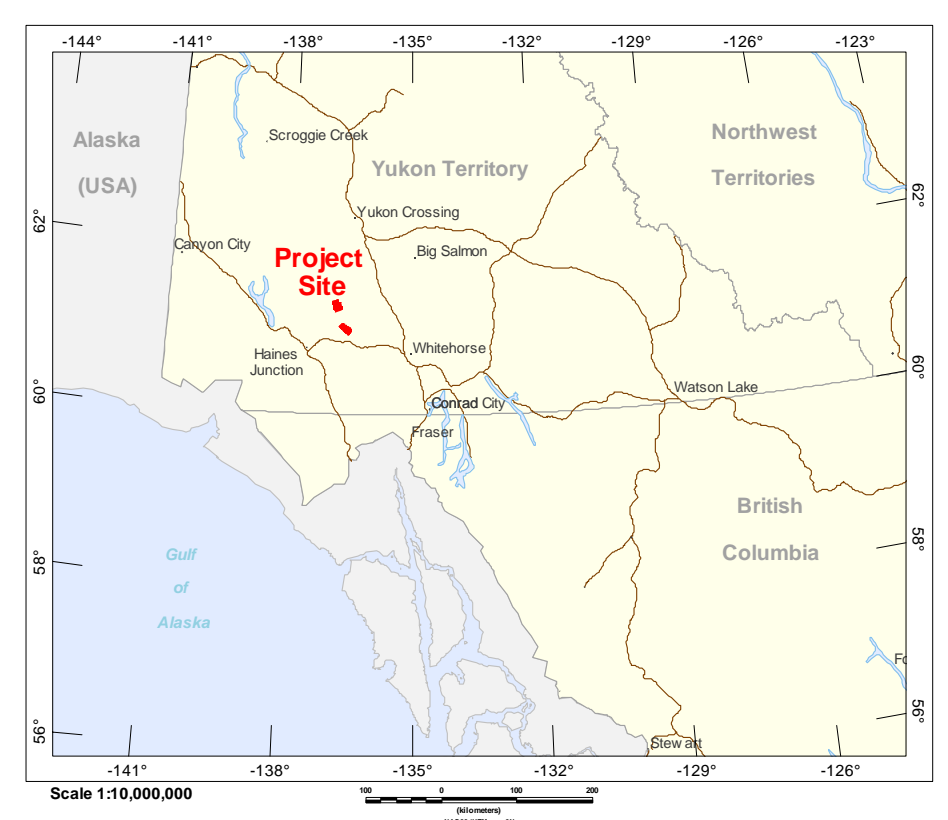 -144° -141° -138° -135° -132° -129° -126° -123°
Alaska
(USA)
Scroggie Creek
Northwest
Territories
Yukon Territory
62°
62°
Yukon Crossing
Canyon City
Big Salmon
Project
Site
Haines
Junction
Whitehorse
60°
60°
Watson Lake
Conrad City
Fraser
British
Columbia
58°
58°
Gulf
of
Alaska
56°
56°
Stewart
-141° -138° -135° -132° -129° -126°
Scale 1:10,000,000
100 0 100 200
(kilometers)